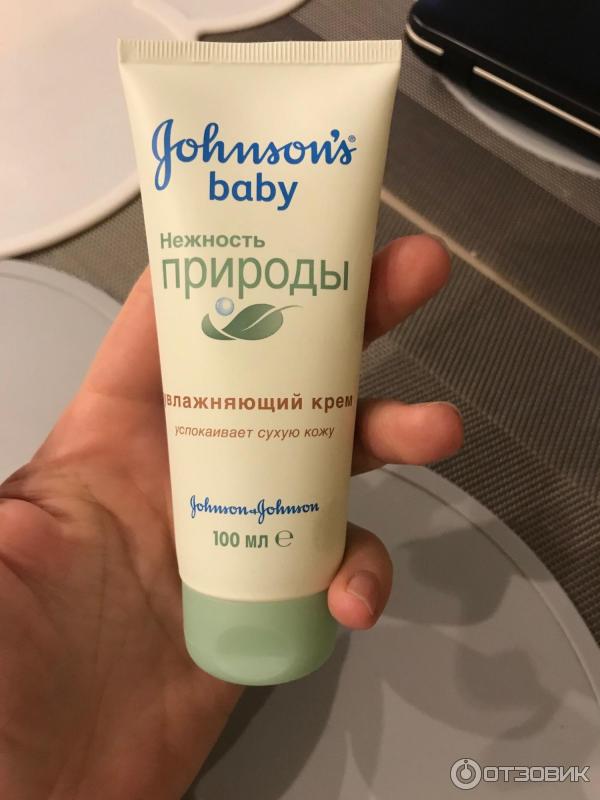 Johnson's®
baby
Нежность
природы
увлажняющий крем
успокаивает сухую кожу
Johnson & Johnson
100 мл ℮
ОТЗОВИК